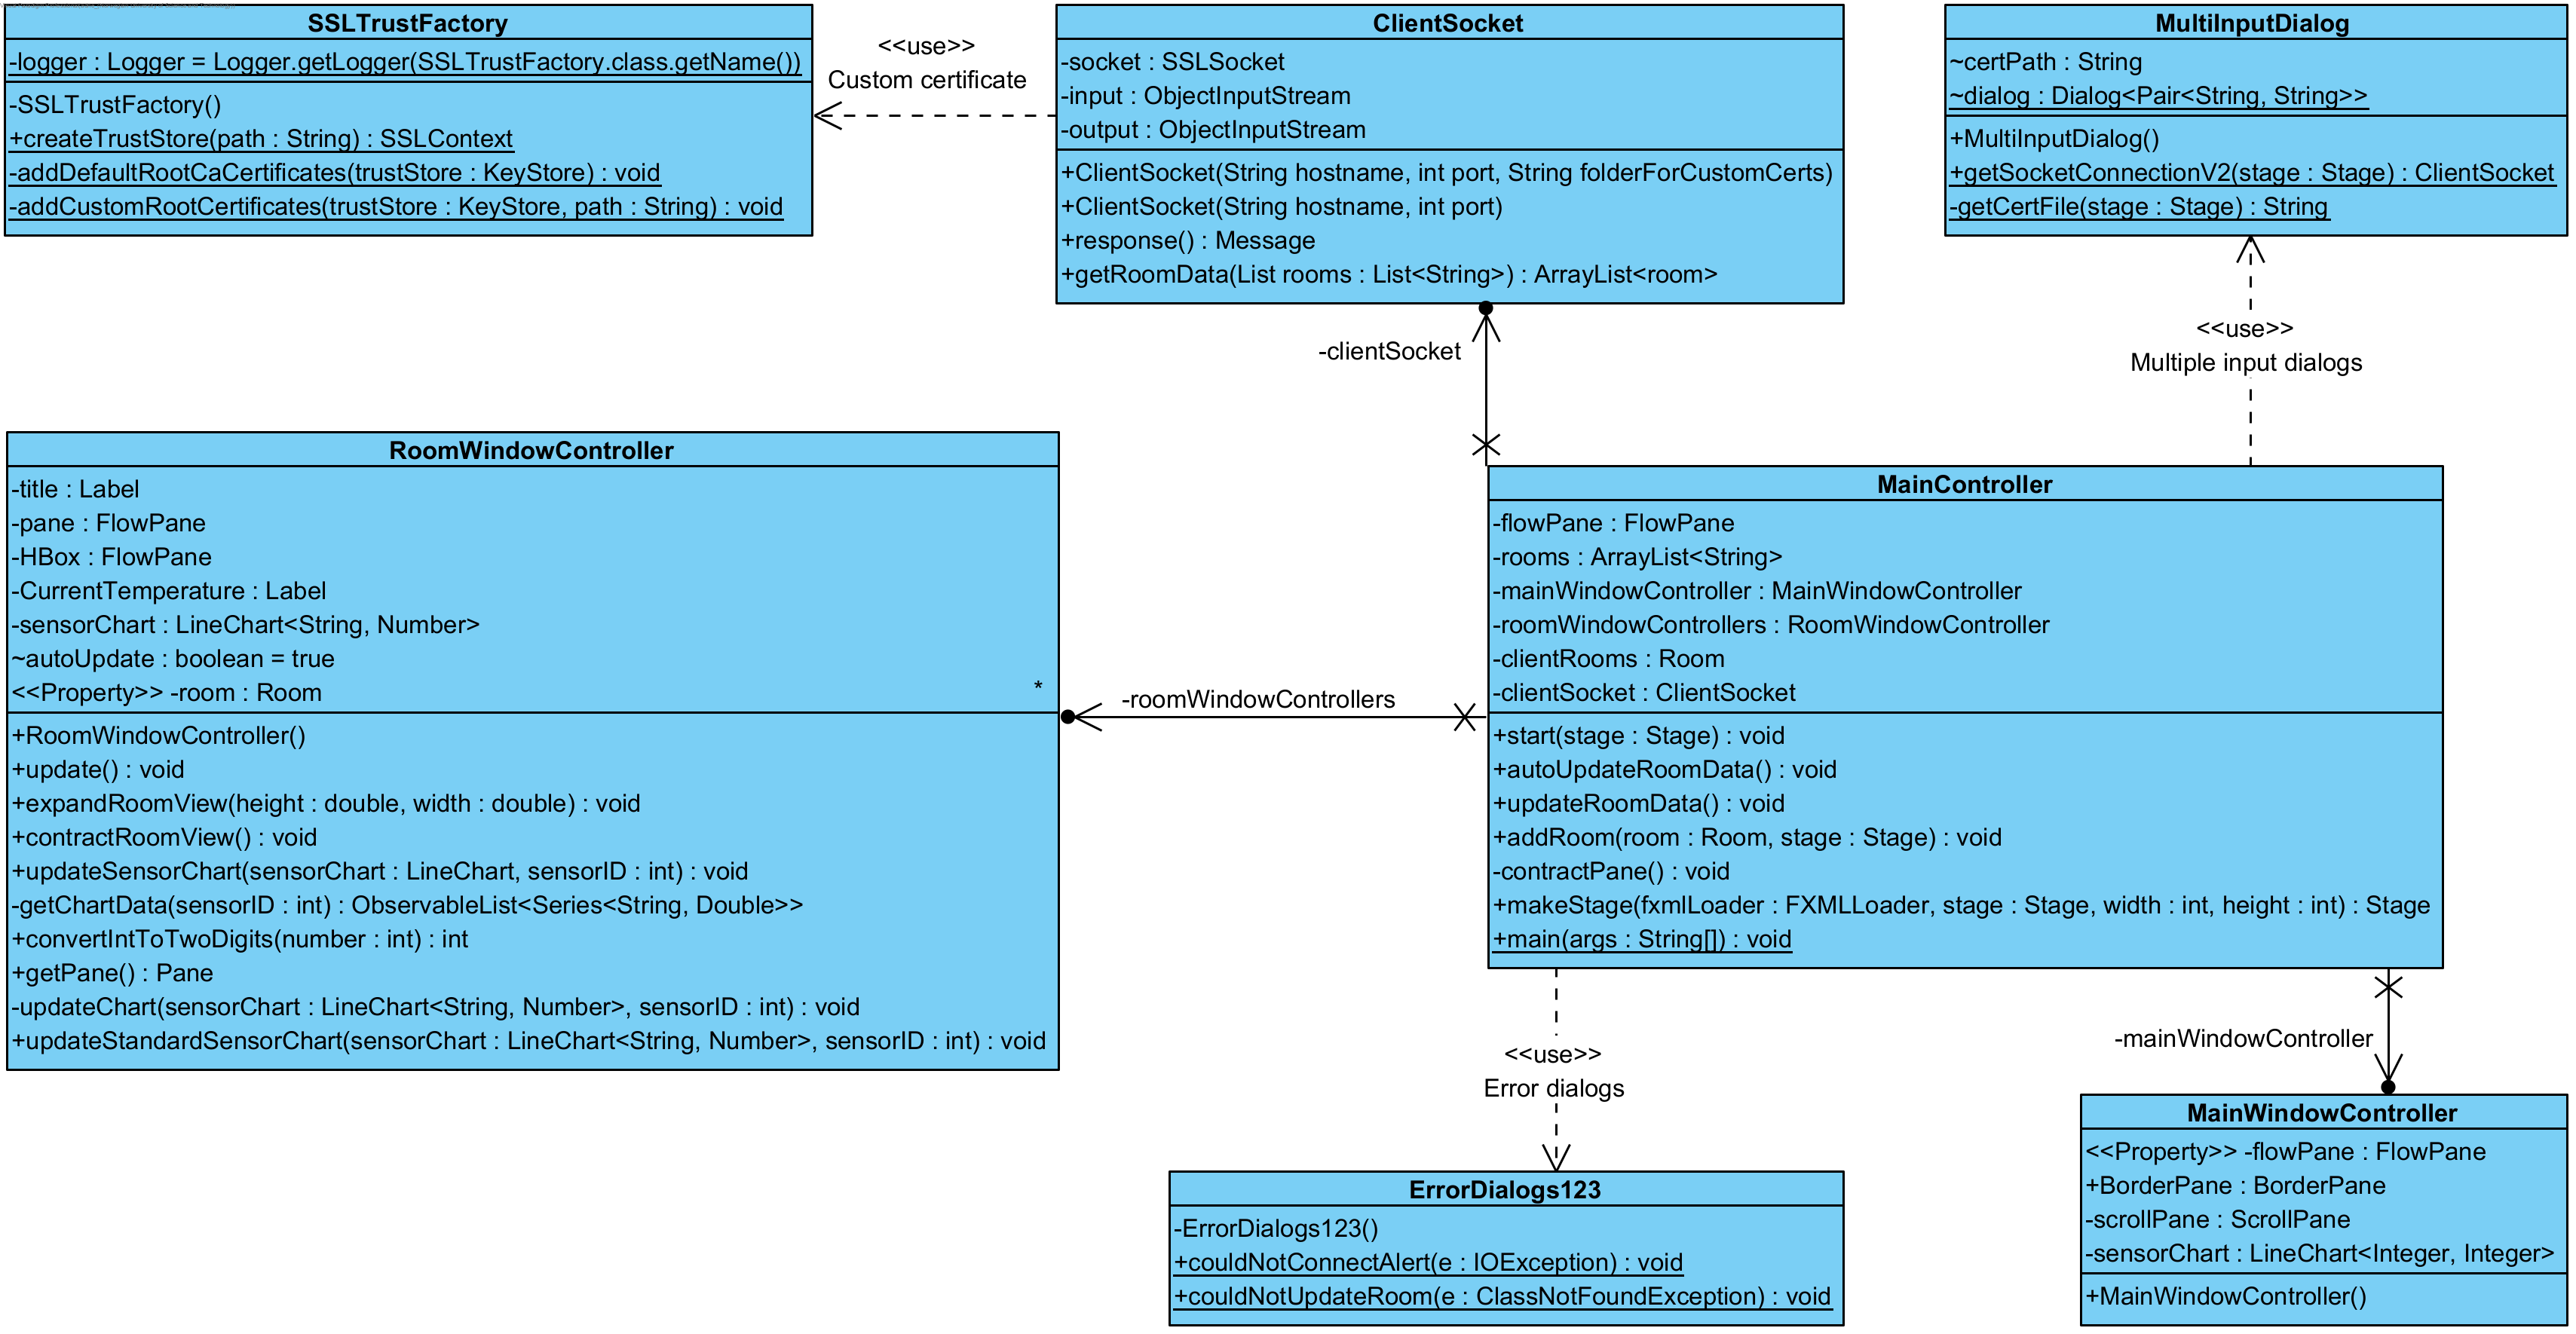 SSLTrustFactory
-logger : Logger = Logger.getLogger(SSLTrustFactory.class.getName())
-SSLTrustFactory()
+createTrustStore(path : String) : SSLContext
-addDefaultRootCaCertificates(trustStore : KeyStore) : void
-addCustomRootCertificates(trustStore : KeyStore, path : String) : void
<<use>>
Custom certificate
ClientSocket
-socket : SSLSocket
-input : ObjectInputStream
-output : ObjectInputStream
+ClientSocket(String hostname, int port, String folderForCustomCerts)
+ClientSocket(String hostname, int port)
+response() : Message
+getRoomData(List rooms : List<String>) : ArrayList<room>
MultiInputDialog
~certPath : String
~dialog : Dialog<Pair<String, String>>
+MultiInputDialog()
+getSocketConnectionV2(stage : Stage) : ClientSocket
-getCertFile(stage : Stage) : String
-clientSocket
<<use>>
Multiple input dialogs
RoomWindowController
-title : Label
-pane : FlowPane
-HBox : FlowPane
-CurrentTemperature : Label
-sensorChart : LineChart<String, Number>
~autoUpdate : boolean = true
<<Property>> -room : Room
*
+RoomWindowController()
+update() : void
+expandRoomView(height : double, width : double) : void
+contractRoomView() : void
+updateSensorChart(sensorChart : LineChart, sensorID : int) : void
-getChartData(sensorID : int) : ObservableList<Series<String, Double>>
+convertIntToTwoDigits(number : int) : int
+getPane() : Pane
-updateChart(sensorChart : LineChart<String, Number>, sensorID : int) : void
+updateStandardSensorChart(sensorChart : LineChart<String, Number>, sensorID : int) : void
-roomWindowControllers
MainController
-flowPane : FlowPane
-rooms : ArrayList<String>
-mainWindowController : MainWindowController
-roomWindowControllers : RoomWindowController
-clientRooms : Room
-clientSocket : ClientSocket
+start(stage : Stage) : void
+autoUpdateRoomData() : void
+updateRoomData() : void
+addRoom(room : Room, stage : Stage) : void
-contractPane() : void
+makeStage(fxmlLoader : FXMLLoader, stage : Stage, width : int, height : int) : Stage
+main(args : String[]) : void
<<use>>
Error dialogs
-mainWindowController
ErrorDialogs123
-ErrorDialogs123()
+couldNotConnectAlert(e : IOException) : void
+couldNotUpdateRoom(e : ClassNotFoundException) : void
MainWindowController
<<Property>> -flowPane : FlowPane
+BorderPane : BorderPane
-scrollPane : ScrollPane
-sensorChart : LineChart<Integer, Integer>
+MainWindowController()